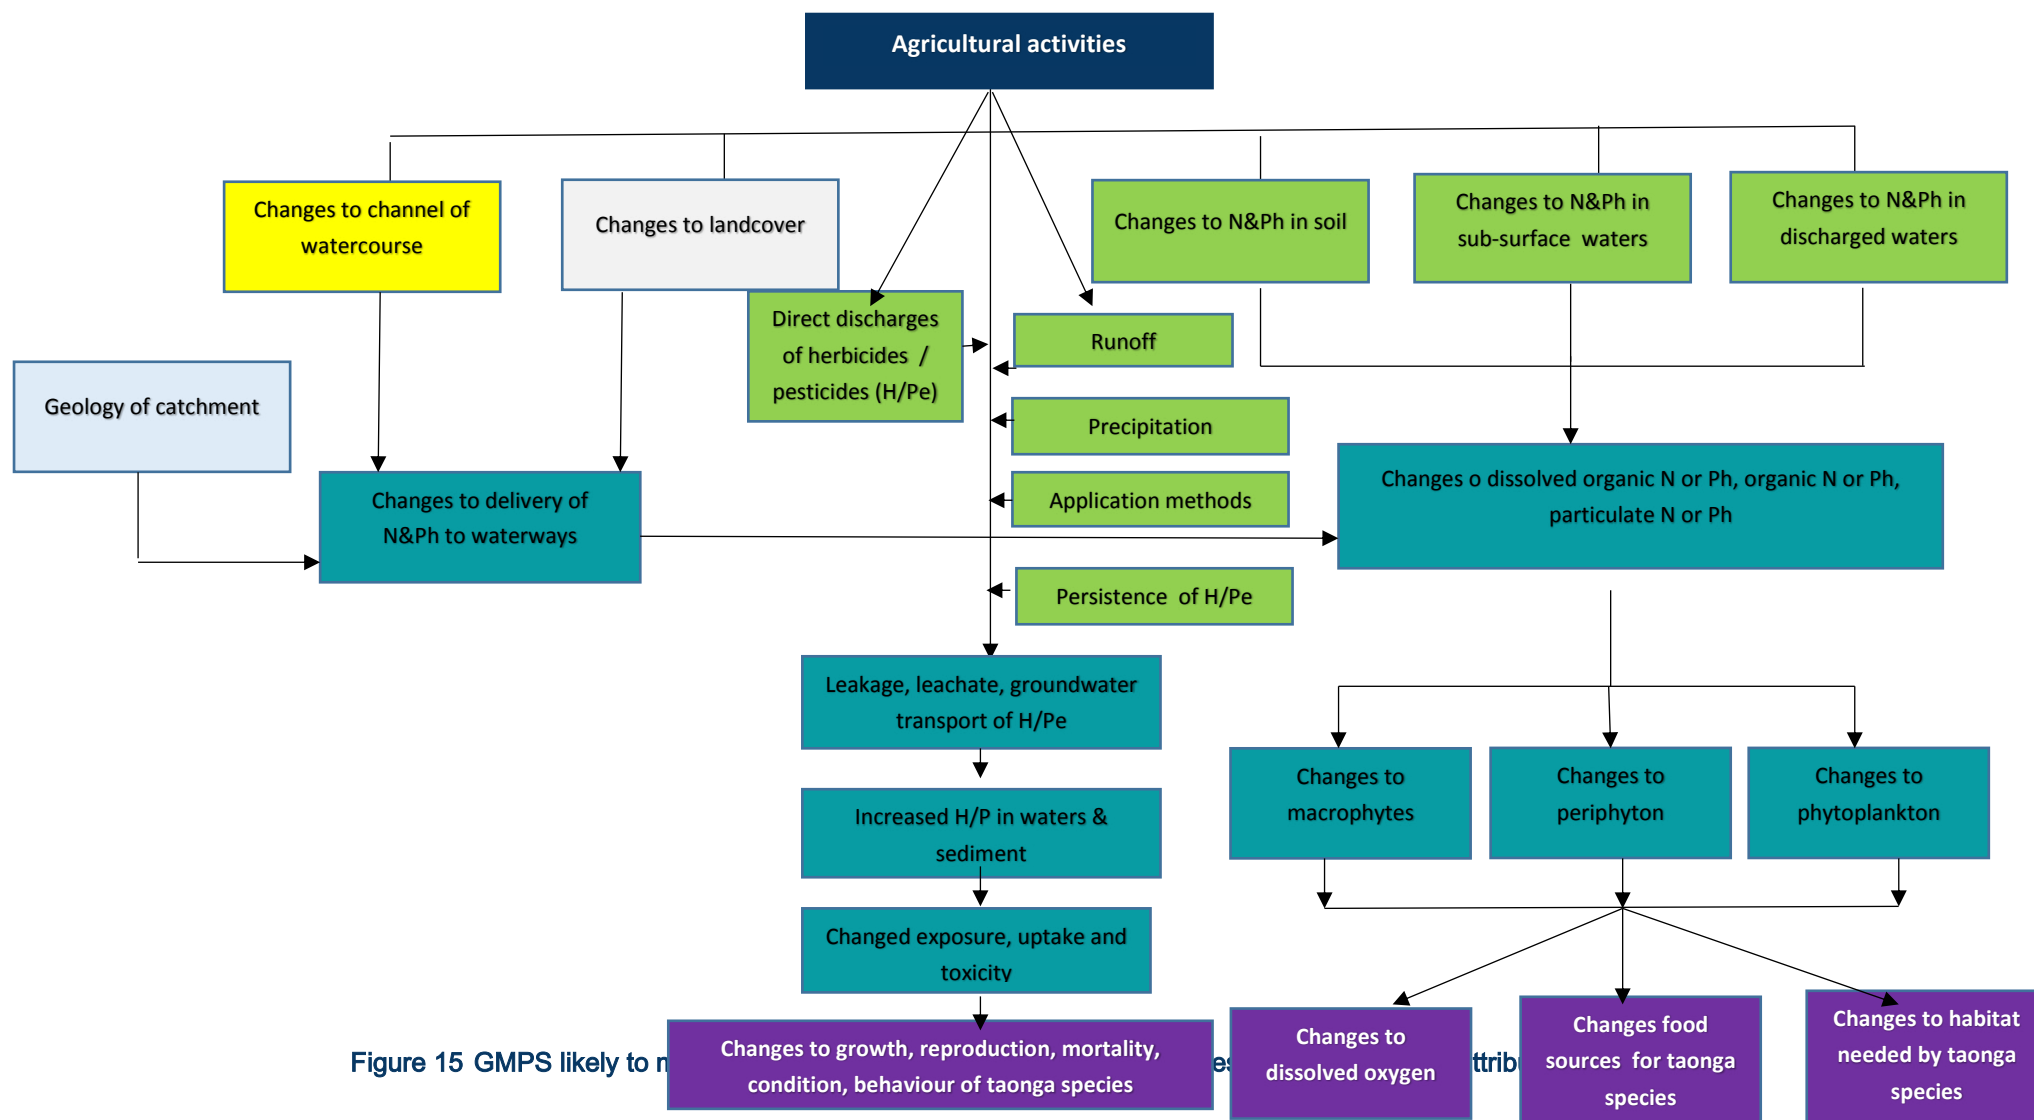 Agricultural activities
Changes to channel of
watercourse
Changes to landcover
Changes to N&Ph in soil
Changes to N&Ph in
sub-surface waters
Changes to N&Ph in
discharged waters
Direct discharges
of herbicides /
pesticides (H/Pe)
Runoff
Geology of catchment
Precipitation
Changes to delivery of
N&Ph to waterways
Application methods
Changes o dissolved organic N or Ph, organic N or Ph,
particulate N or Ph
Persistence of H/Pe
Leakage, leachate, groundwater
transport of H/Pe
Increased H/P in waters &
sediment
Changes to
macrophytes
Changes to
periphyton
Changes to
phytoplankton
Changed exposure, uptake and
toxicity
Changes to growth, reproduction, mortality,
condition, behaviour of taonga species
Changes to
dissolved oxygen
Changes food
sources for taonga
species
Changes to habitat
needed by taonga
species
Figure 15 GMPS likely to